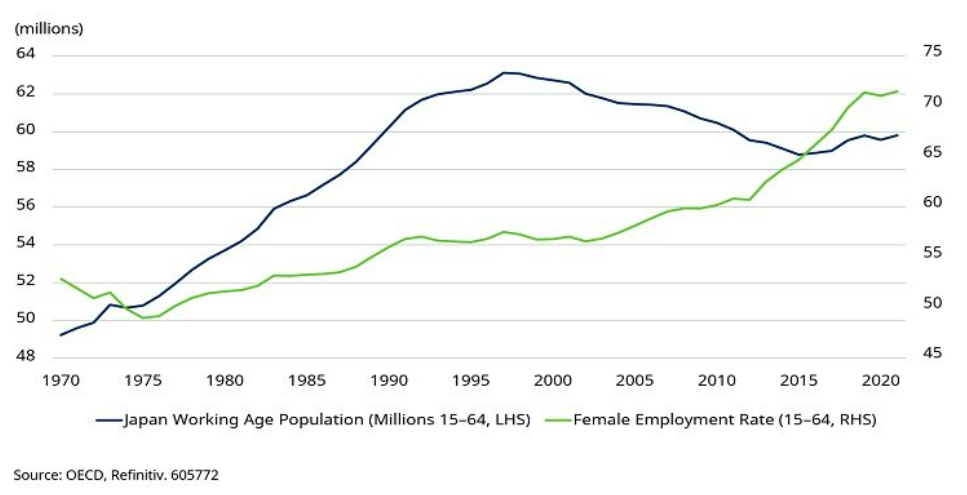 (millions)
64 75
62 70
60
58 65
56 60
54 55
52
50 50
48 45
1970 1975 1980 1985 1990 1995 2000 2005 2010 2015 2020
Japan Working Age Population (Millions 15–64, LHS) Female Employment Rate (15–64, RHS)
Source: OECD, Refinitiv. 605772